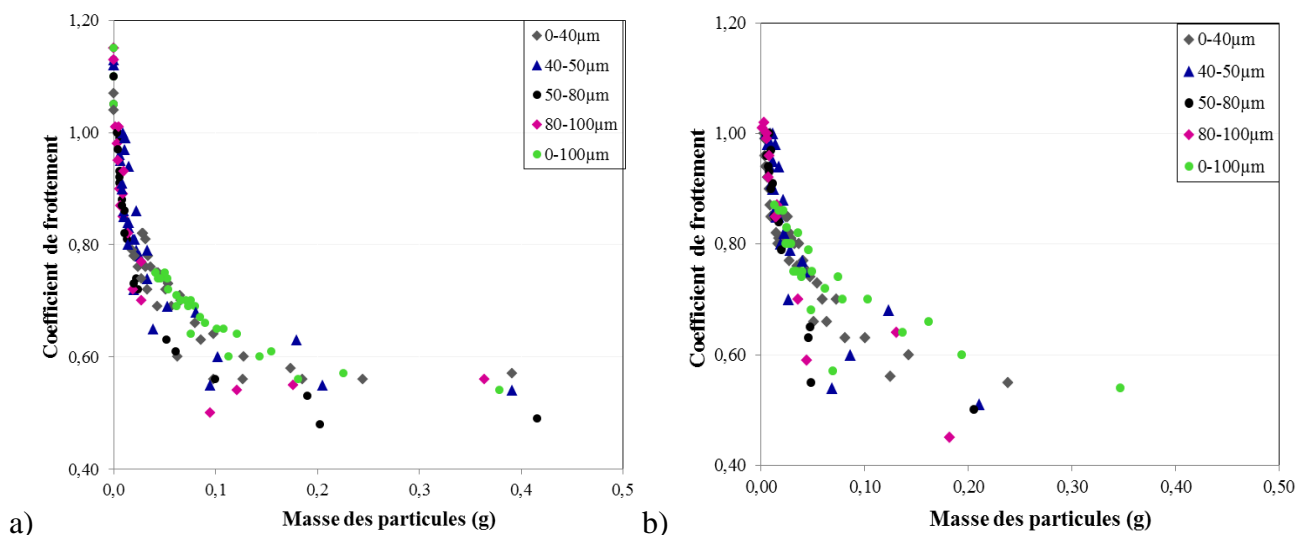 1,20
1,00
0,80
0,60
0,40
Coefficient de frottement
0-40µm
40-50µm
50-80µm
80-100µm
0-100µm
0,0 0,1 0,2 0,3 0,4 0,5
Masse des particules (g)
a)
1,20
1,00
0,80
0,60
0,40
Coefficient de frottement
0-40µm
40-50µm
50-80µm
80-100µm
0-100µm
0,00 0,10 0,20 0,30 0,40 0,50
Masse des particules (g)
b)